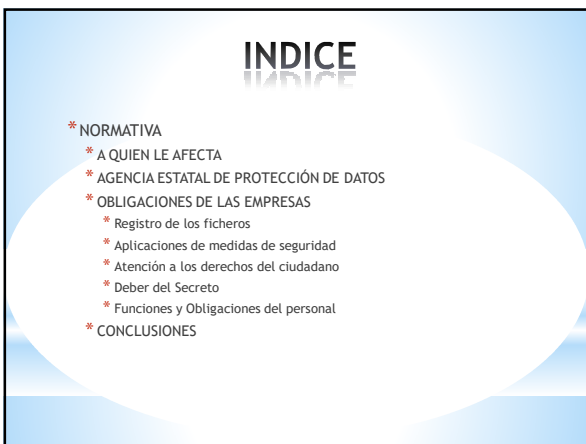 INDICE
* NORMATIVA
* A QUIEN LE AFECTA
* AGENCIA ESTATAL DE PROTECCIÓN DE DATOS
* OBLIGACIONES DE LAS EMPRESAS
* Registro de los ficheros
* Aplicaciones de medidas de seguridad
* Atención a los derechos del ciudadano
* Deber del Secreto
* Funciones y Obligaciones del personal
* CONCLUSIONES